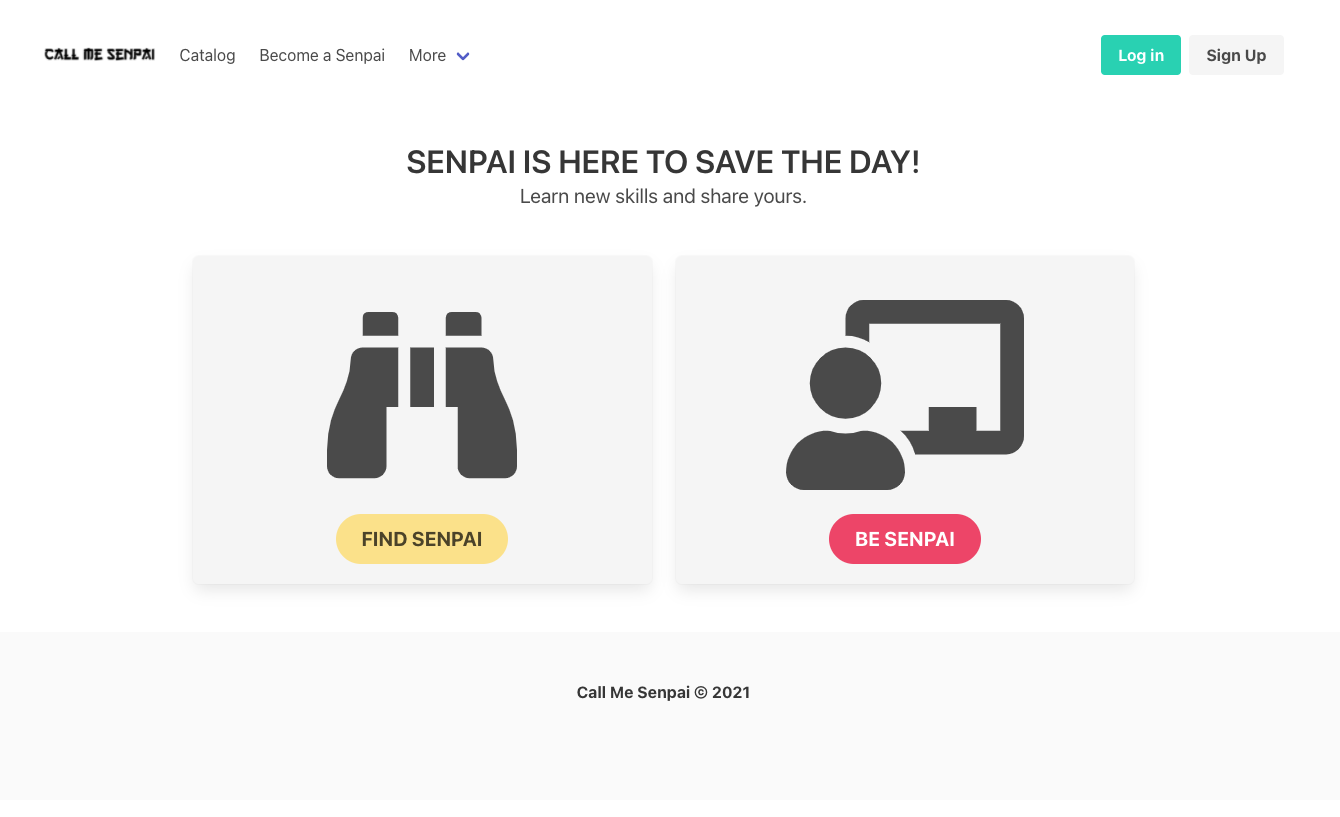 CALL ME SENPAI Catalog Become a Senpai More Log in Sign Up
SENPAI IS HERE TO SAVE THE DAY!
Learn new skills and share yours.
FIND SENPAI BE SENPAI
Call Me Senpai © 2021